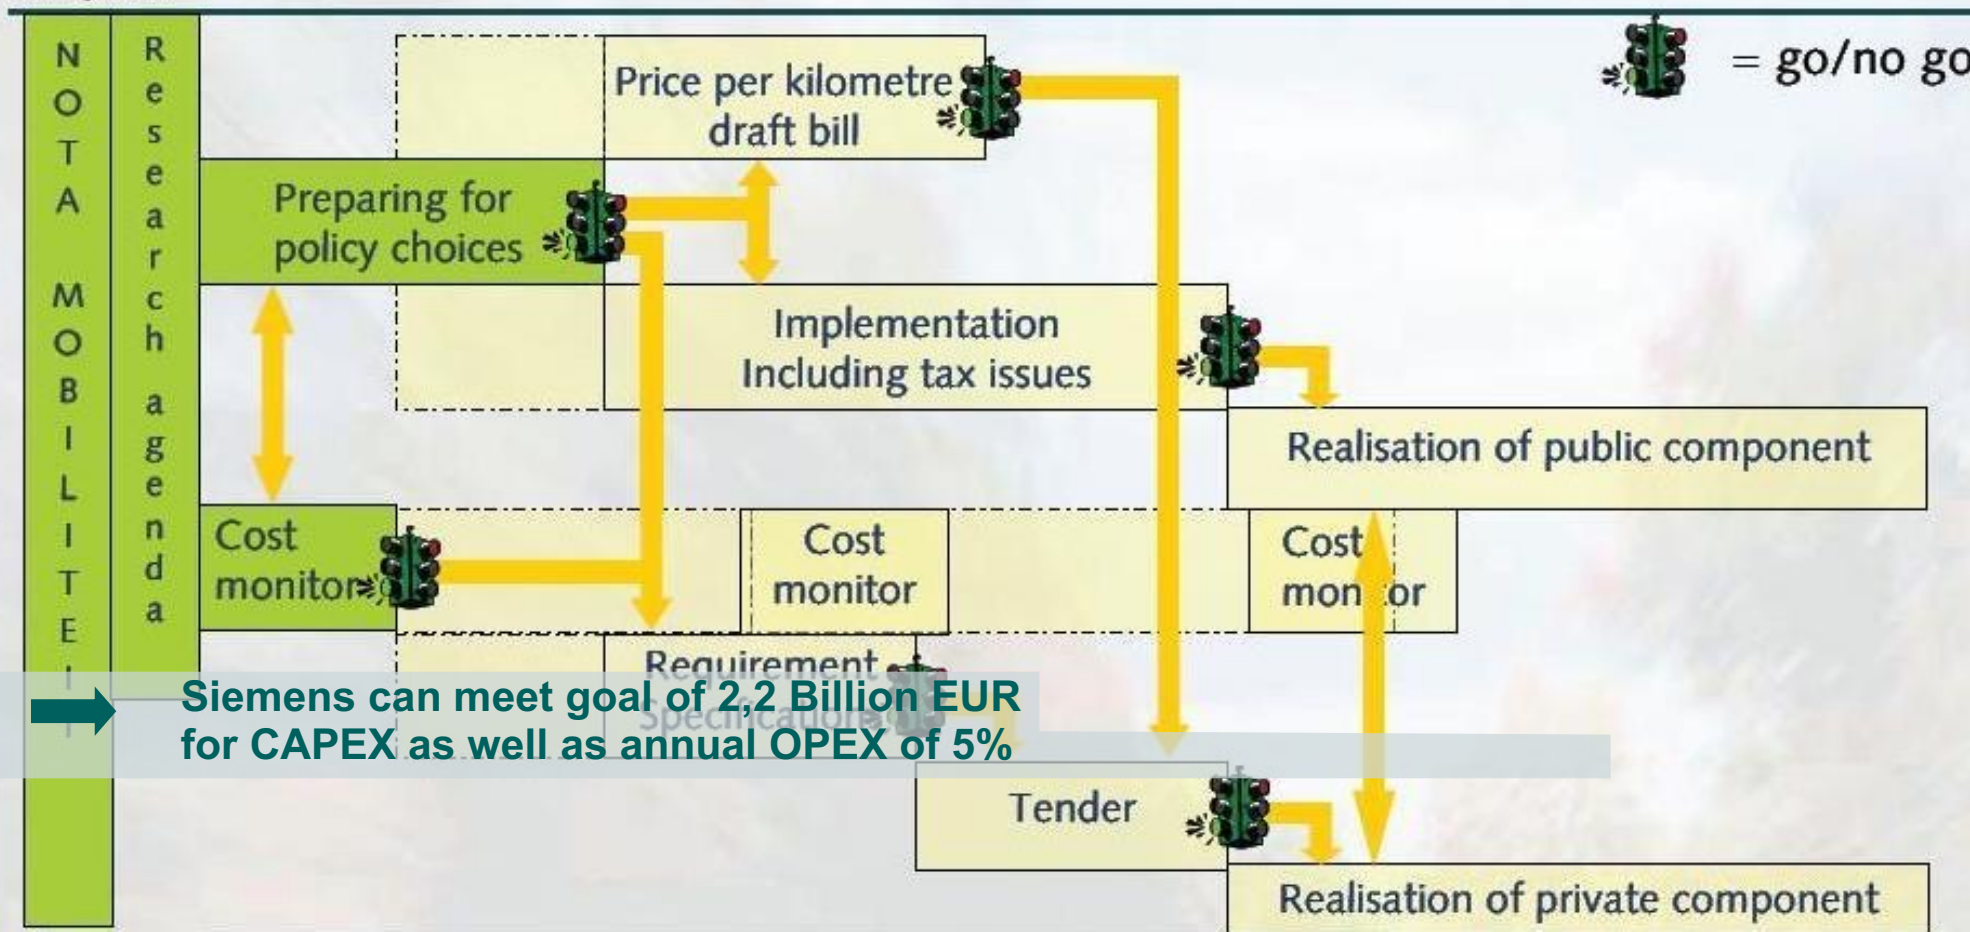 NOTA MOBILITEIT
Research agenda
= go/no go
Price per kilometre
draft bill
Preparing for
policy choices
Implementation
Including tax issues
Realisation of public component
Cost
monitor
Cost
monitor
Cost
monitor
Requirement
Specifications
Siemens can meet goal of 2,2 Billion EUR
for CAPEX as well as annual OPEX of 5%
Tender
Realisation of private component